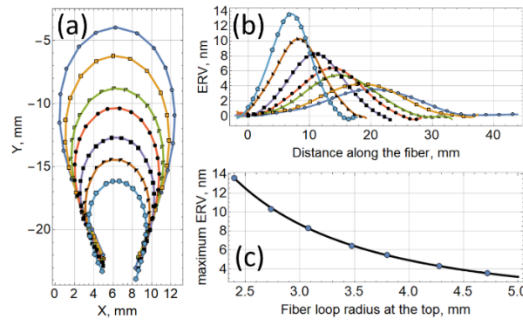 (a)
−5
−10
−15
−20
Y, mm
0 2 4 6 8 10 12
X, mm
(b)
14
12
10
8
6
4
2
0
ERV, nm
0 10 20 30 40
Distance along the fiber, mm
14
12
10
8
6
4
maximum ERV, nm
(c)
2.5 3.0 3.5 4.0 4.5 5.0
Fiber loop radius at the top, mm